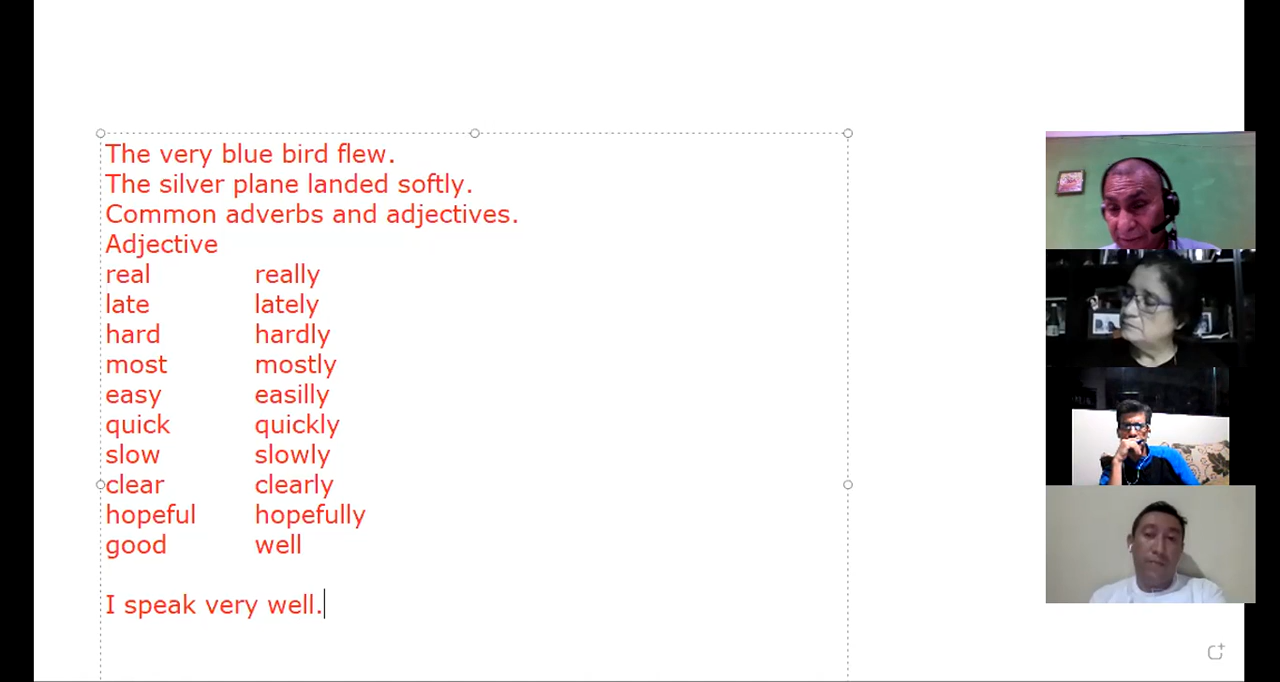 The very blue bird flew.
The silver plane landed softly.
Common adverbs and adjectives.
Adjective
real really
late lately
hard hardly
most mostly
easy easilly
quick quickly
slow slowly
clear clearly
hopeful hopefully
good well
I speak very well.